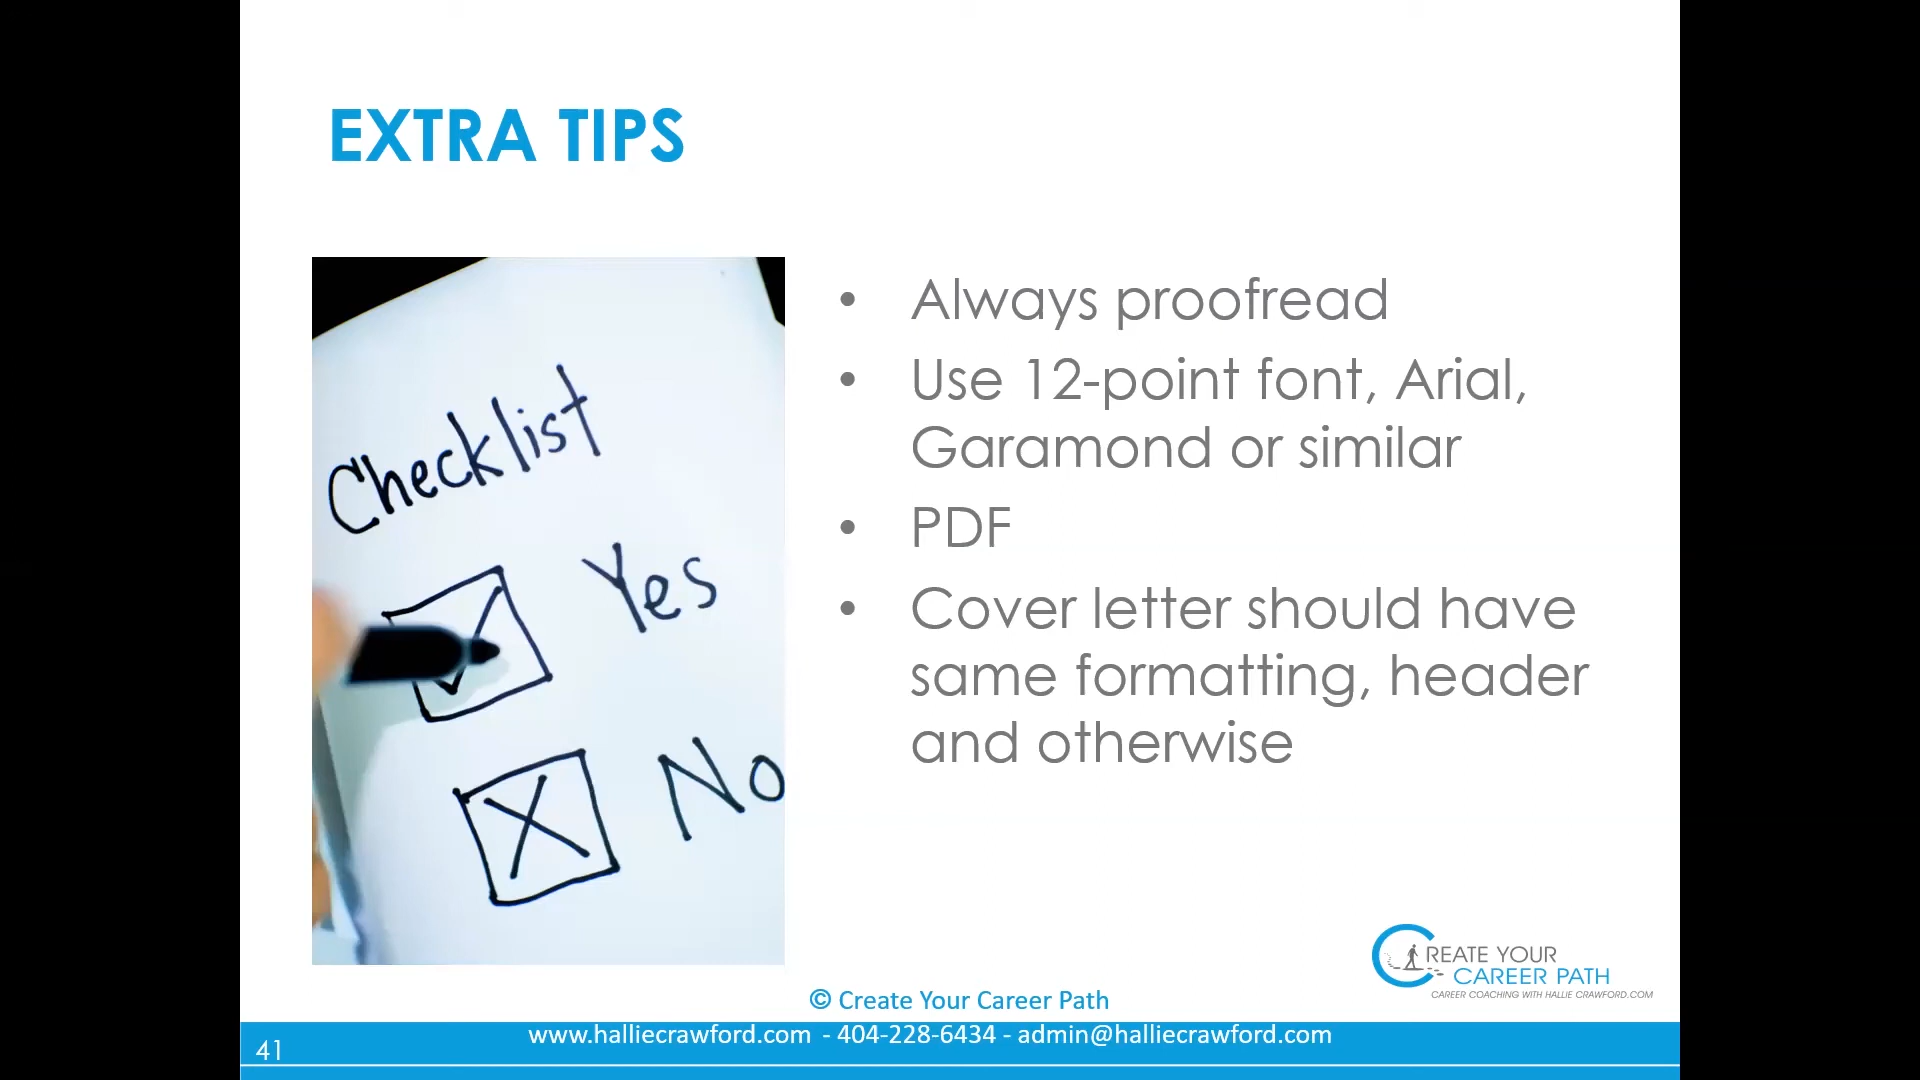 EXTRA TIPS
Checklist
Yes
No
• Always proofread
• Use 12-point font, Arial,
Garamond or similar
• PDF
• Cover letter should have
same formatting, header
and otherwise
CREATE YOUR
CAREER PATH
CAREER COACHING WITH HALLIE CRAWFORD.COM
© Create Your Career Path
www.halliecrawford.com - 404-228-6434 - admin@halliecrawford.com
41